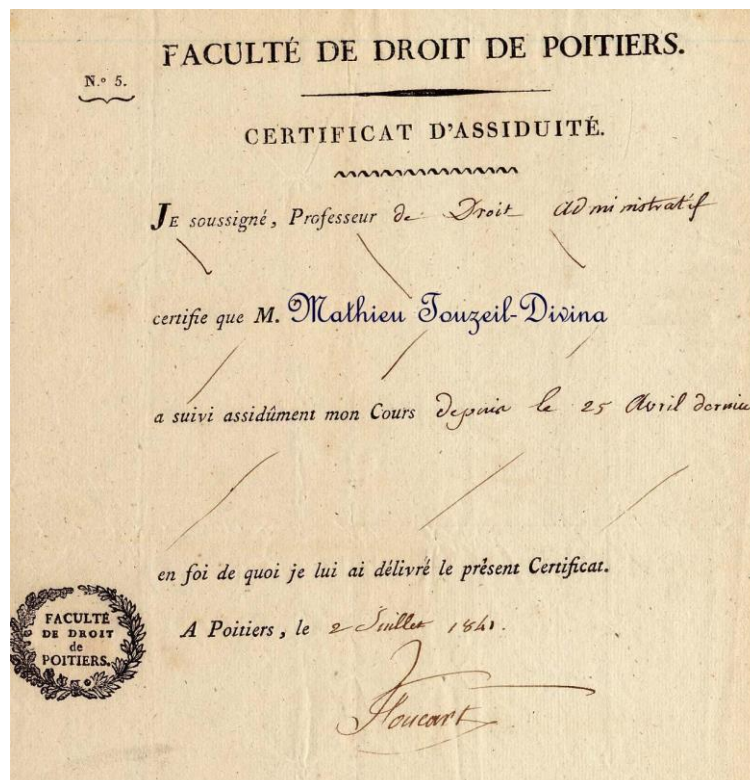 FACULTÉ DE DROIT DE POITIERS.
N.º 5.
CERTIFICAT D'ASSIDUITÉ.
JE soussigné, Professeur de Droit Administratif
certifie que M. Mathieu Touzeil-Divina
a suivi assidûment mon Cours depuis le 25 Avril dernie
en foi de quoi je lui ai délivré le présent Certificat.
A Poitiers, le 2 Juillet 1841.
Foucart
FACULTÉ
DE DROIT
de
POITIERS.